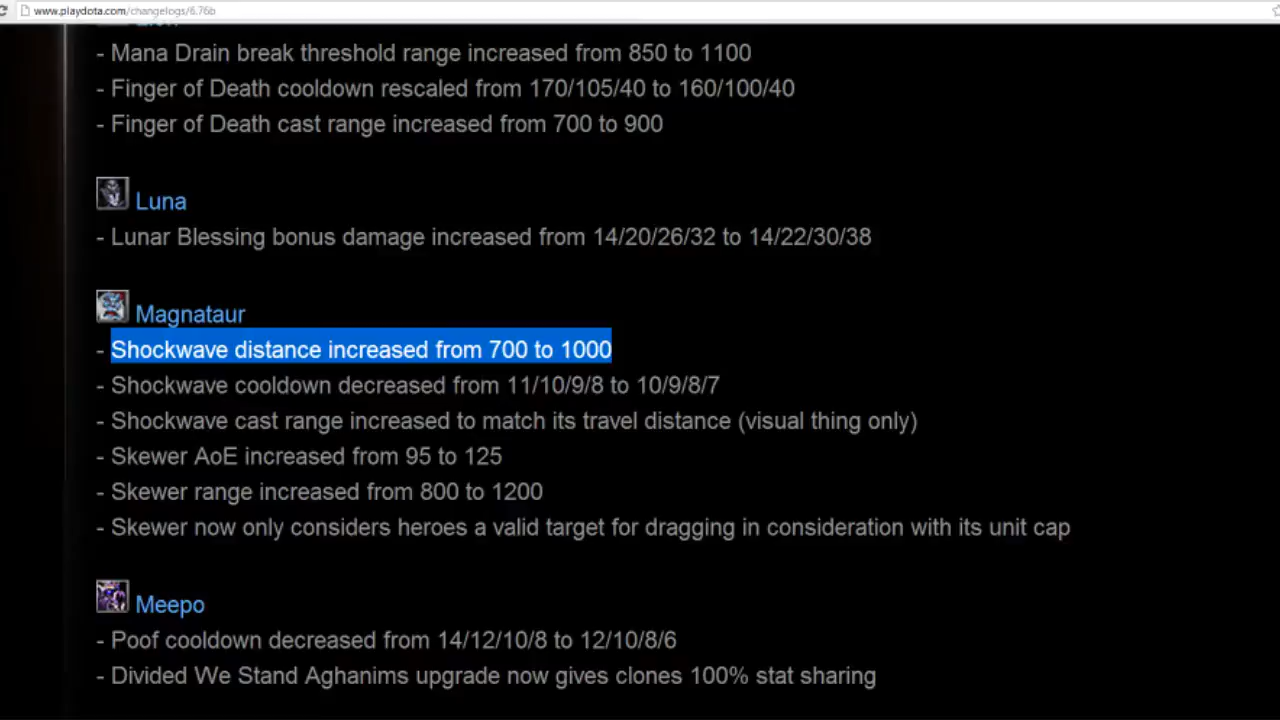 www.playdota.com/changelogs/6.76b
- Mana Drain break threshold range increased from 850 to 1100
- Finger of Death cooldown rescaled from 170/105/40 to 160/100/40
- Finger of Death cast range increased from 700 to 900
Luna
- Lunar Blessing bonus damage increased from 14/20/26/32 to 14/22/30/38
Magnataur
- Shockwave distance increased from 700 to 1000
- Shockwave cooldown decreased from 11/10/9/8 to 10/9/8/7
- Shockwave cast range increased to match its travel distance (visual thing only)
- Skewer AoE increased from 95 to 125
- Skewer range increased from 800 to 1200
- Skewer now only considers heroes a valid target for dragging in consideration with its unit cap
Meepo
- Poof cooldown decreased from 14/12/10/8 to 12/10/8/6
- Divided We Stand Aghanims upgrade now gives clones 100% stat sharing